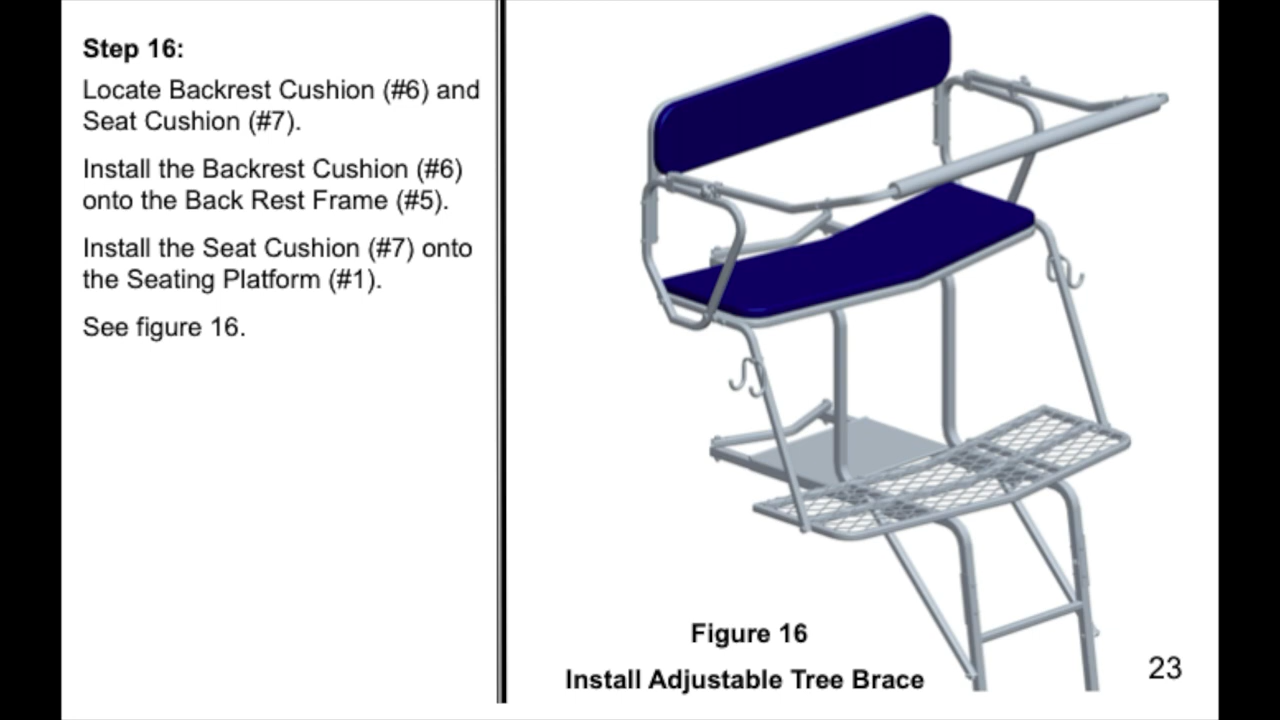 Step 16:
Locate Backrest Cushion (#6) and
Seat Cushion (#7).
Install the Backrest Cushion (#6)
onto the Back Rest Frame (#5).
Install the Seat Cushion (#7) onto
the Seating Platform (#1).
See figure 16.
Figure 16
Install Adjustable Tree Brace
23